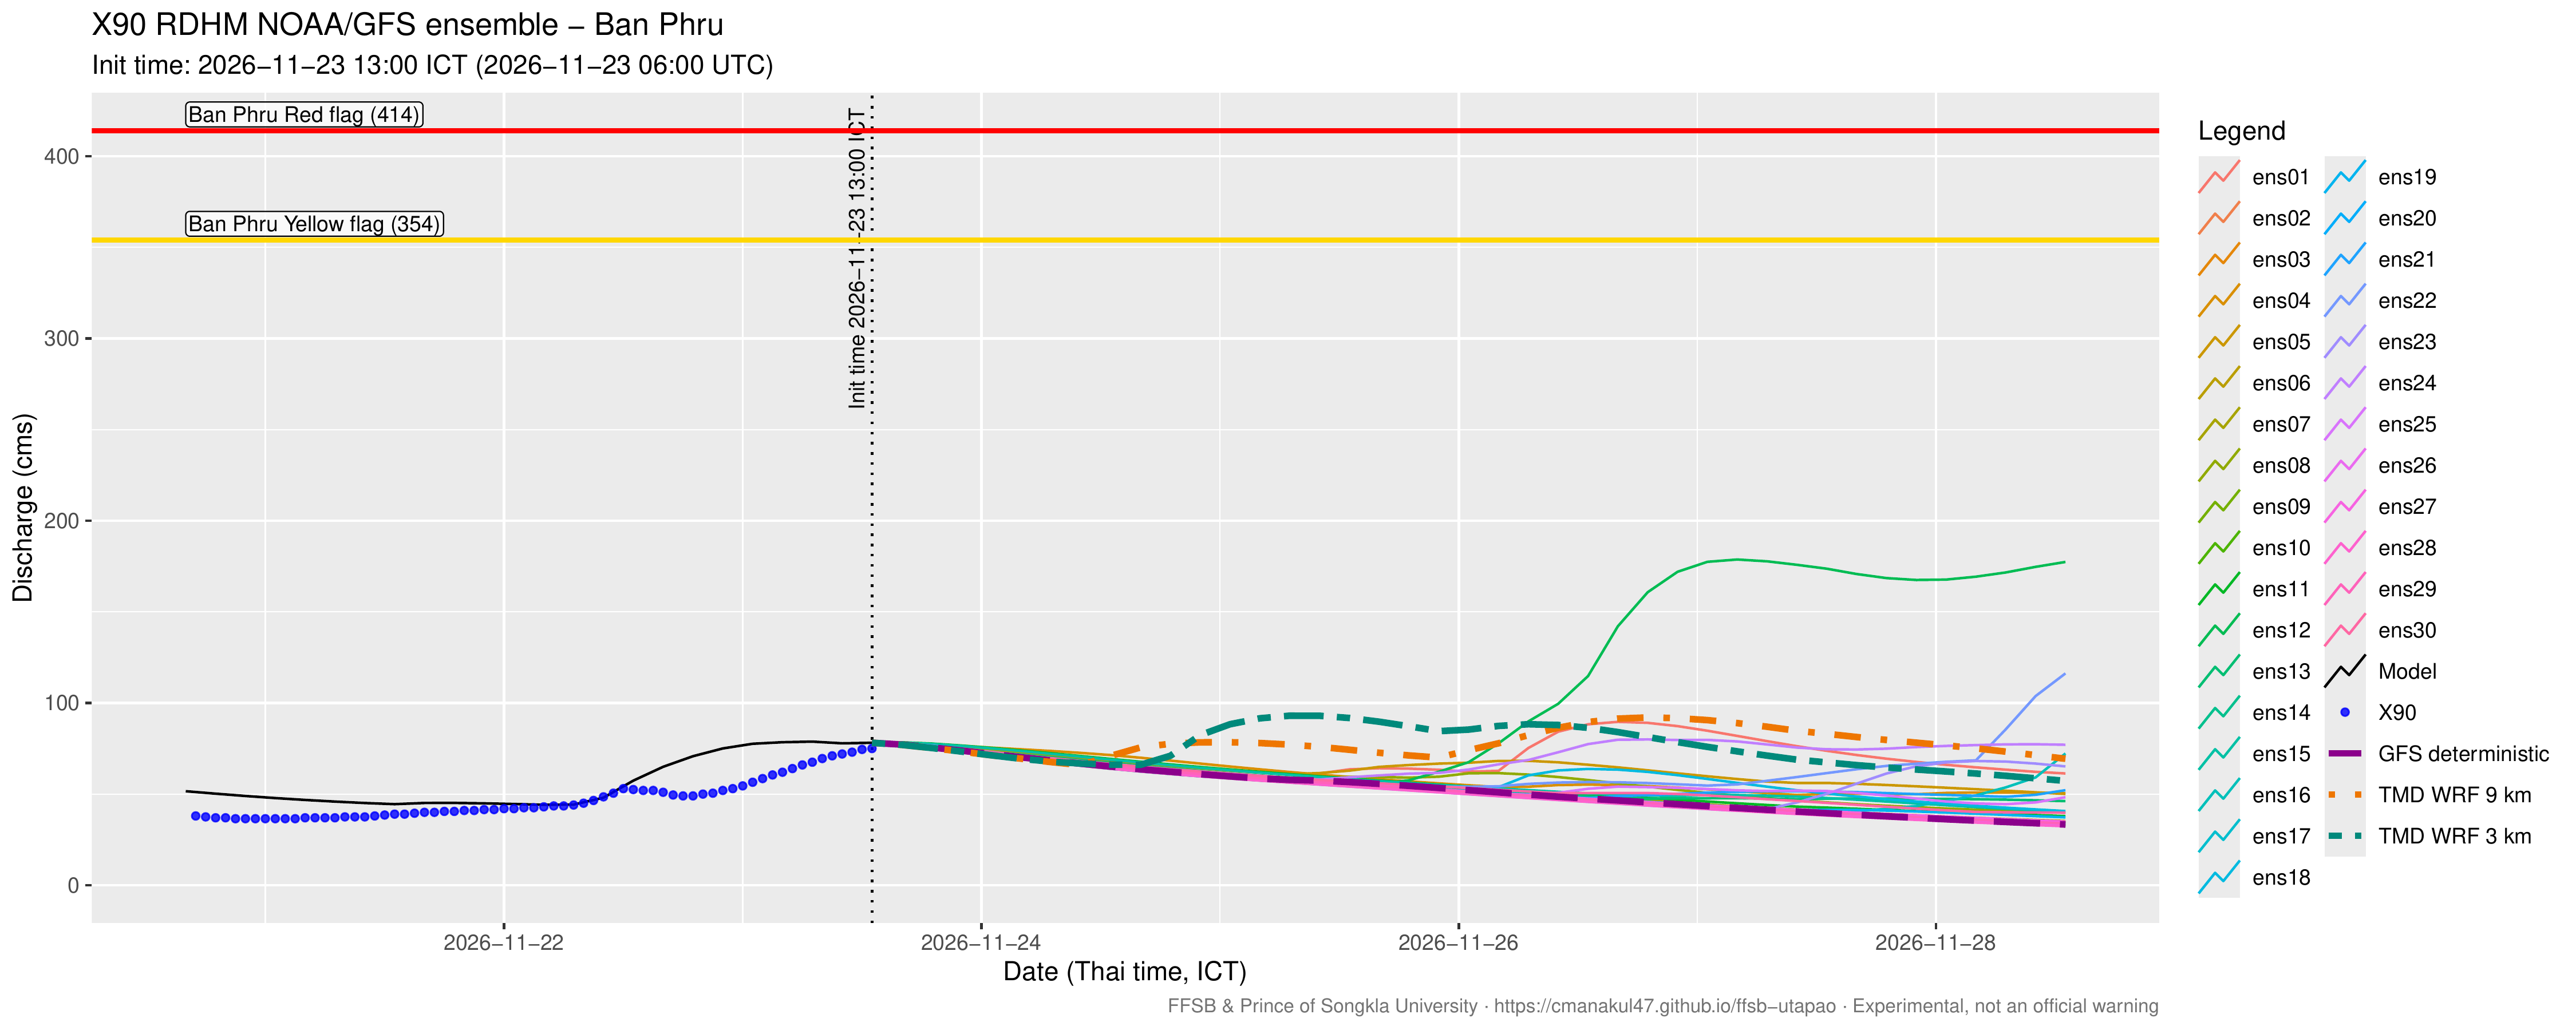 X90 RDHM NOAA/GFS ensemble – Ban Phru
Init time: 2026–11–23 13:00 ICT (2026–11–23 06:00 UTC)
Ban Phru Red flag (414)
Ban Phru Yellow flag (354)
Init time 2026–11–23 13:00 ICT
Discharge (cms)
400
300
200
100
0
2026–11–22
2026–11–24
2026–11–26
2026–11–28
Date (Thai time, ICT)
Legend
ens01
ens02
ens03
ens04
ens05
ens06
ens07
ens08
ens09
ens10
ens11
ens12
ens13
ens14
ens15
ens16
ens17
ens18
ens19
ens20
ens21
ens22
ens23
ens24
ens25
ens26
ens27
ens28
ens29
ens30
Model
X90
GFS deterministic
TMD WRF 9 km
TMD WRF 3 km
FFSB & Prince of Songkla University · https://cmanakul47.github.io/ffsb–utapao · Experimental, not an official warning